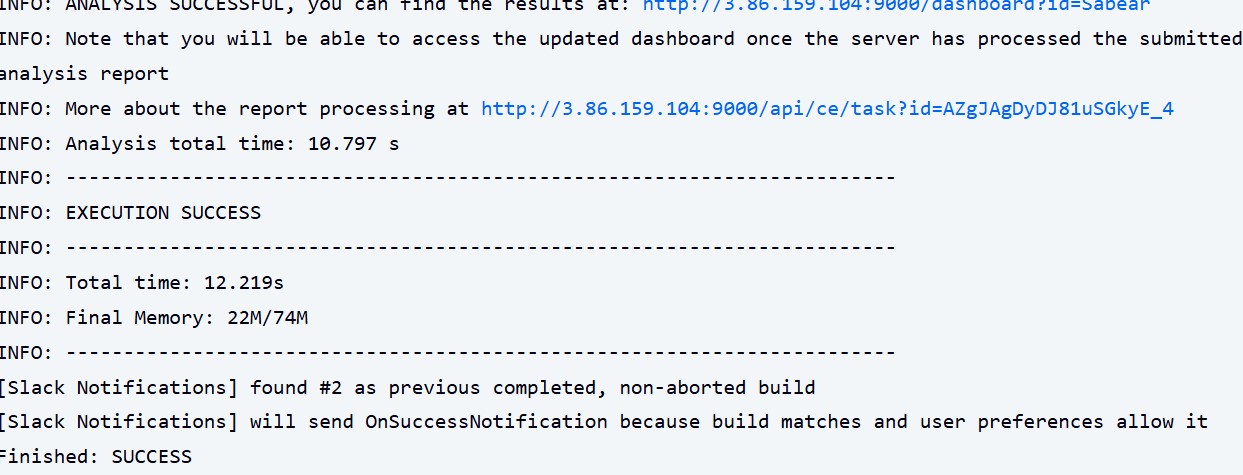 INFO: ANALYSIS SUCCESSFUL, you can find the results at: http://3.86.159.104:9000/dashboard?id=Sabear
INFO: Note that you will be able to access the updated dashboard once the server has processed the submitted
analysis report
INFO: More about the report processing at http://3.86.159.104:9000/api/ce/task?id=AZgJAgDyDJ81uSGkyE_4
INFO: Analysis total time: 10.797 s
INFO: ------------------------------------------------------------------------
INFO: EXECUTION SUCCESS
INFO: ------------------------------------------------------------------------
INFO: Total time: 12.219s
INFO: Final Memory: 22M/74M
INFO: ------------------------------------------------------------------------
[Slack Notifications] found #2 as previous completed, non-aborted build
[Slack Notifications] will send OnSuccessNotification because build matches and user preferences allow it
Finished: SUCCESS